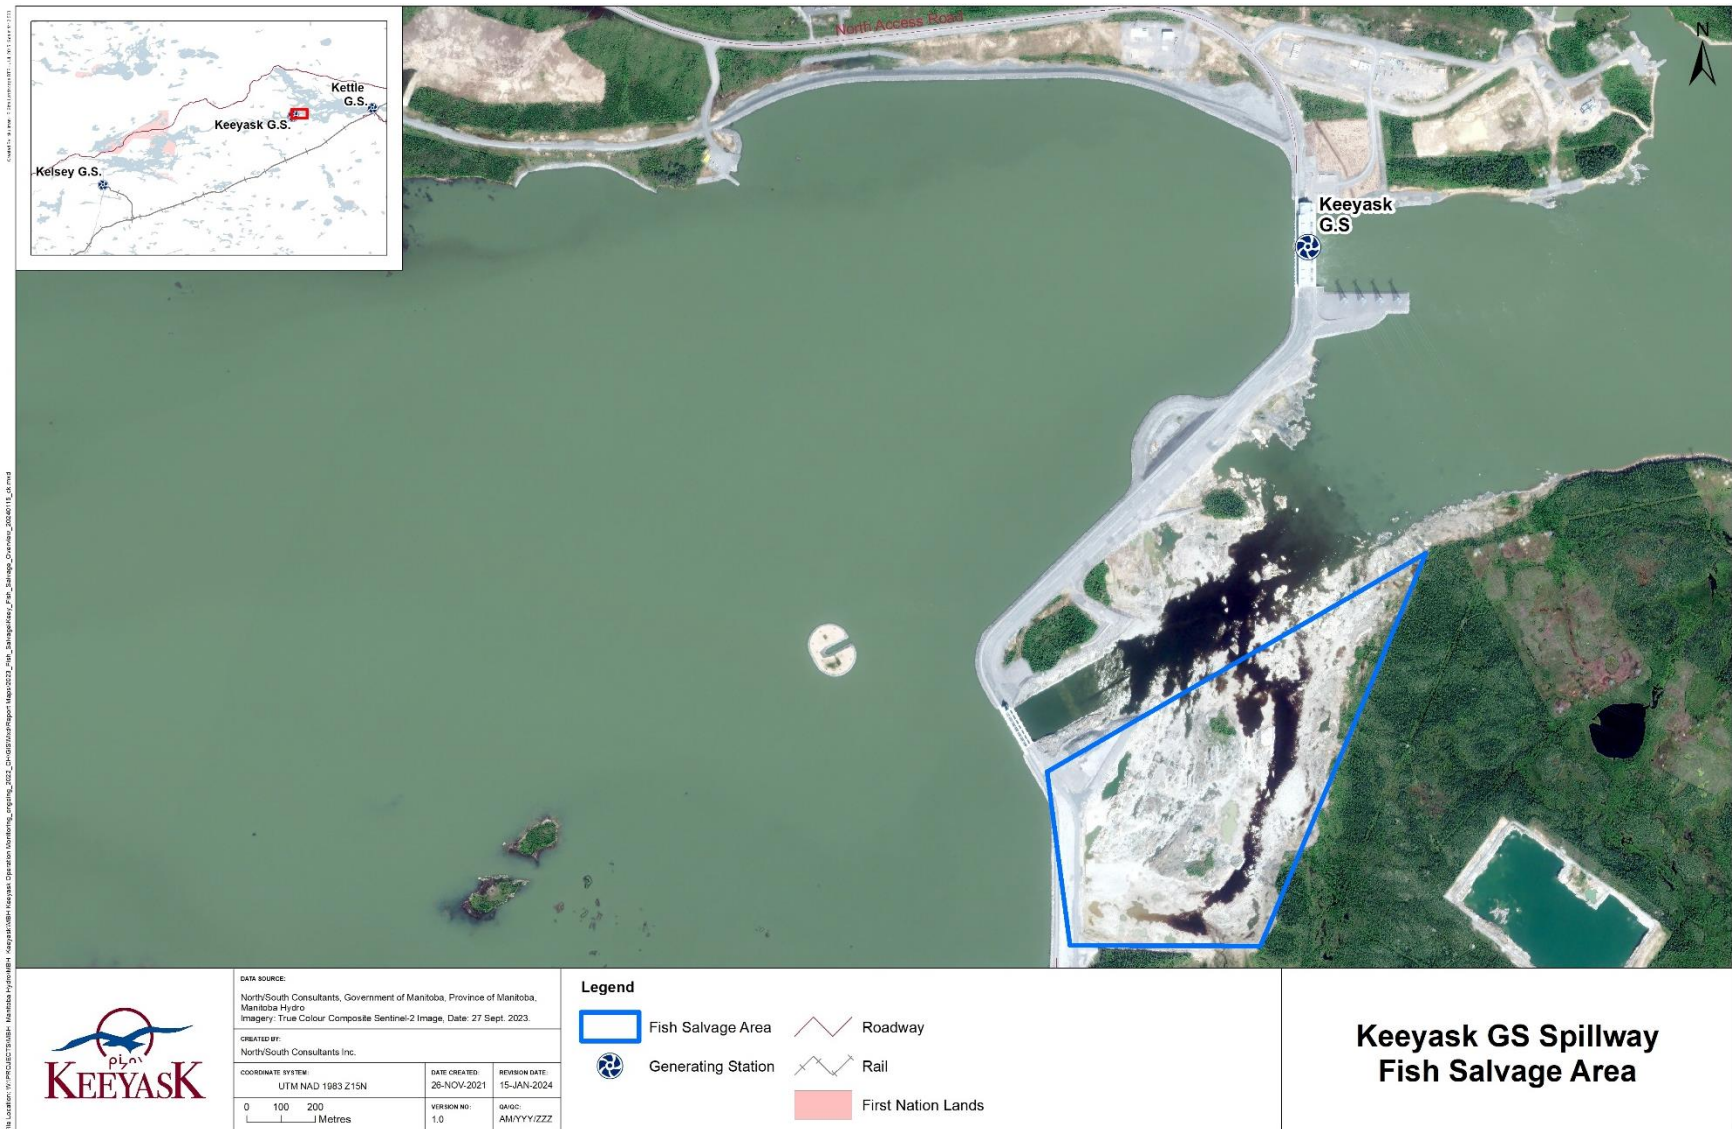 North Access Road
N
Kettle
G.S.
Keeyask G.S.
Kelsey G.S.
Keeyask
G.S
KEEYASK
DATA SOURCE:
North/South Consultants, Government of Manitoba, Province of Manitoba,
Manitoba Hydro
Imagery: True Colour Composite Sentinel-2 Image, Date: 27 Sept. 2023.
CREATED BY:
North/South Consultants Inc.
COORDINATE SYSTEM:
UTM NAD 1983 Z15N
DATE CREATED:
26-NOV-2021
REVISION DATE:
15-JAN-2024
0 100 200
Metres
VERSION NO:
1.0
QA/QC:
AM/YYY/ZZZ
Legend
Fish Salvage Area
Roadway
Generating Station
Rail
First Nation Lands
Keeyask GS Spillway
Fish Salvage Area